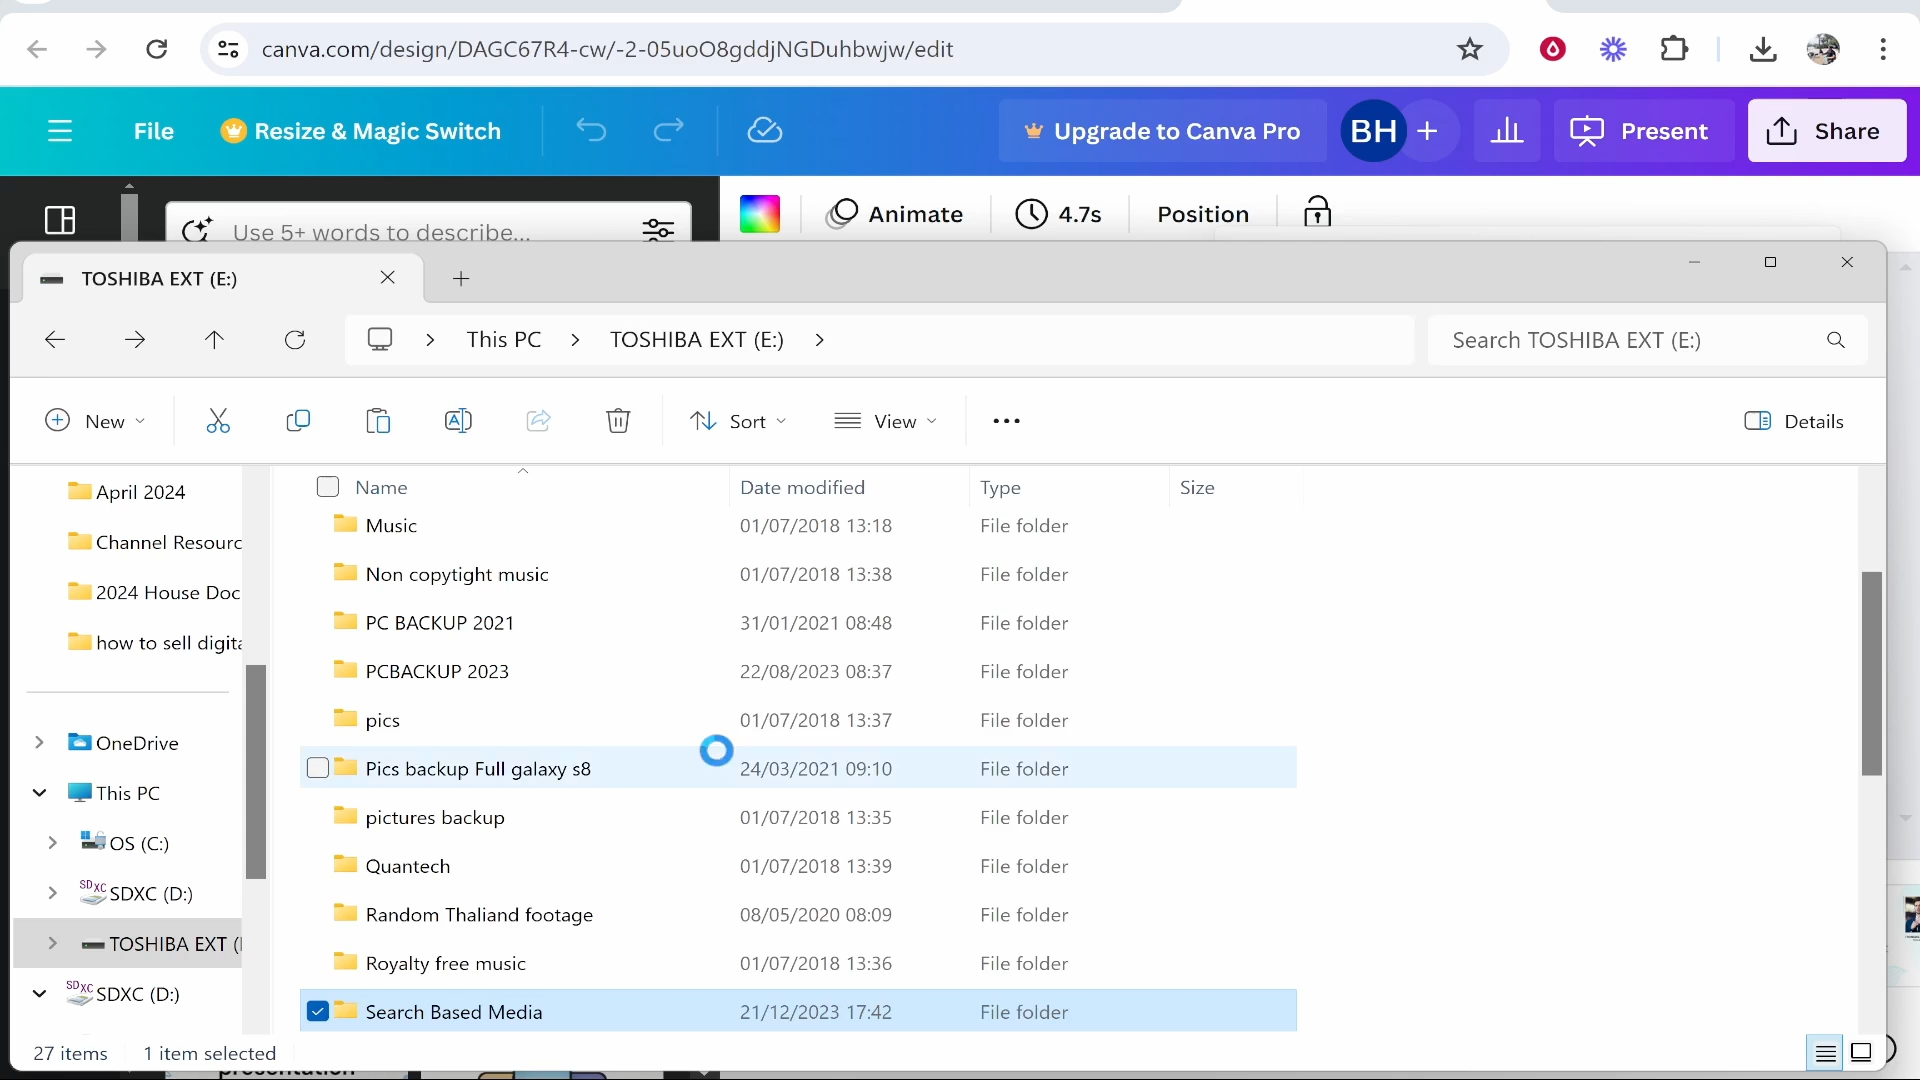 canva.com/design/DAGC67R4-cw/-2-05uoO8gddjNGDuhbwjw/edit
File
Resize & Magic Switch
Upgrade to Canva Pro
BH
Present
Share
Use 5+ words to describe...
Animate
4.7s
Position
TOSHIBA EXT (E:)
This PC
TOSHIBA EXT (E:)
Search TOSHIBA EXT (E:)
New
Sort
View
Details
Name Date modified Type Size
April 2024
Channel Resourc
2024 House Doc
how to sell digita
OneDrive
This PC
OS (C:)
SDXC SDXC (D:)
TOSHIBA EXT (
SDXC SDXC (D:)
Music 01/07/2018 13:18 File folder
Non copytight music 01/07/2018 13:38 File folder
PC BACKUP 2021 31/01/2021 08:48 File folder
PCBACKUP 2023 22/08/2023 08:37 File folder
pics 01/07/2018 13:37 File folder
Pics backup Full galaxy s8 24/03/2021 09:10 File folder
pictures backup 01/07/2018 13:35 File folder
Quantech 01/07/2018 13:39 File folder
Random Thaliand footage 08/05/2020 08:09 File folder
Royalty free music 01/07/2018 13:36 File folder
Search Based Media 21/12/2023 17:42 File folder
27 items 1 item selected
presentation